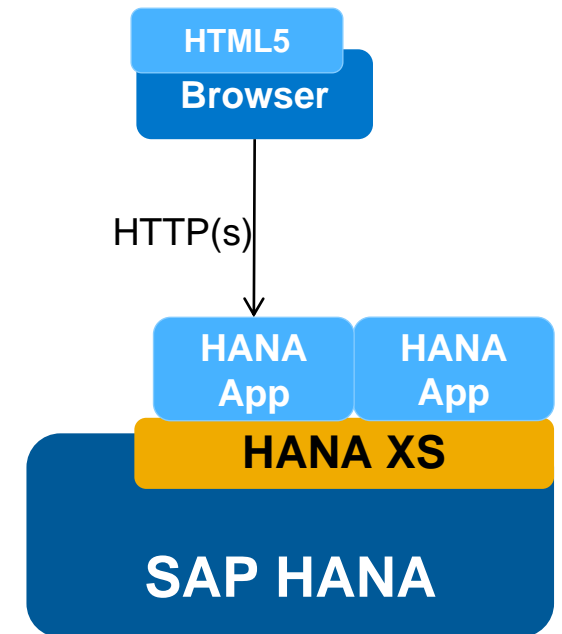 HTML5
Browser
HTTP(s)
HANA
App
HANA
App
HANA XS
SAP HANA